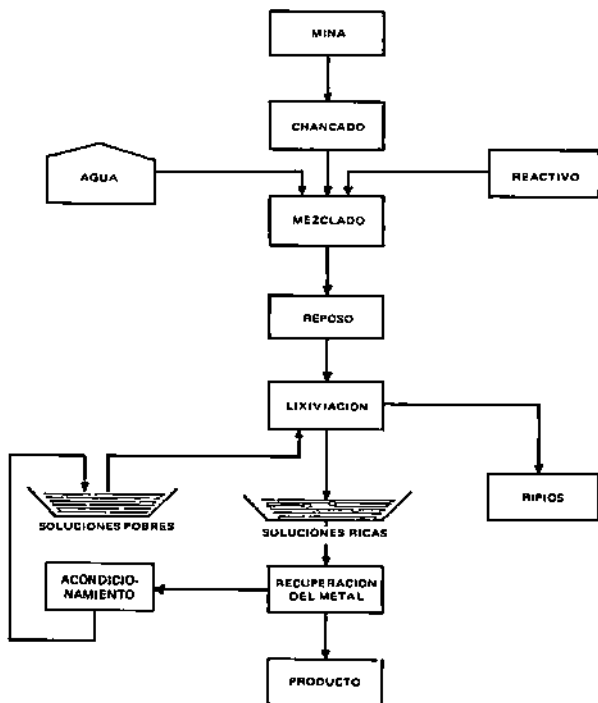 MINA
CHANCADO
AGUA
REACTIVO
MEZCLADO
REPOSO
LIXIVIACION
RIPIOS
SOLUCIONES POBRES
SOLUCIONES RICAS
ACONDICIO-
NAMIENTO
RECUPERACION
DEL METAL
PRODUCTO